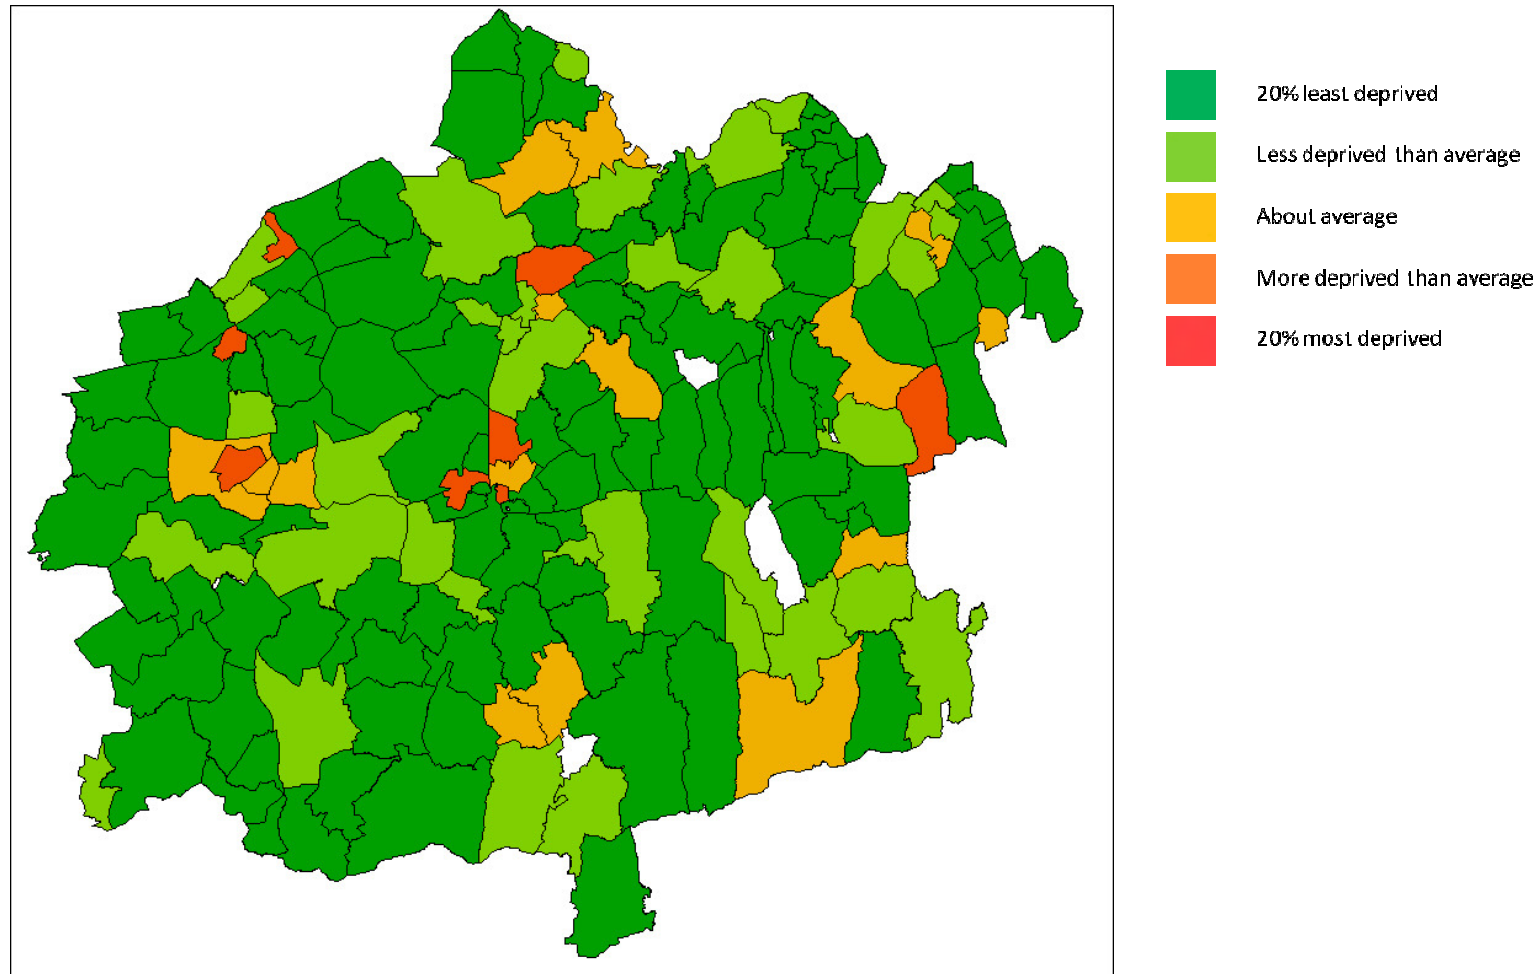 20% least deprived
Less deprived than average
About average
More deprived than average
20% most deprived